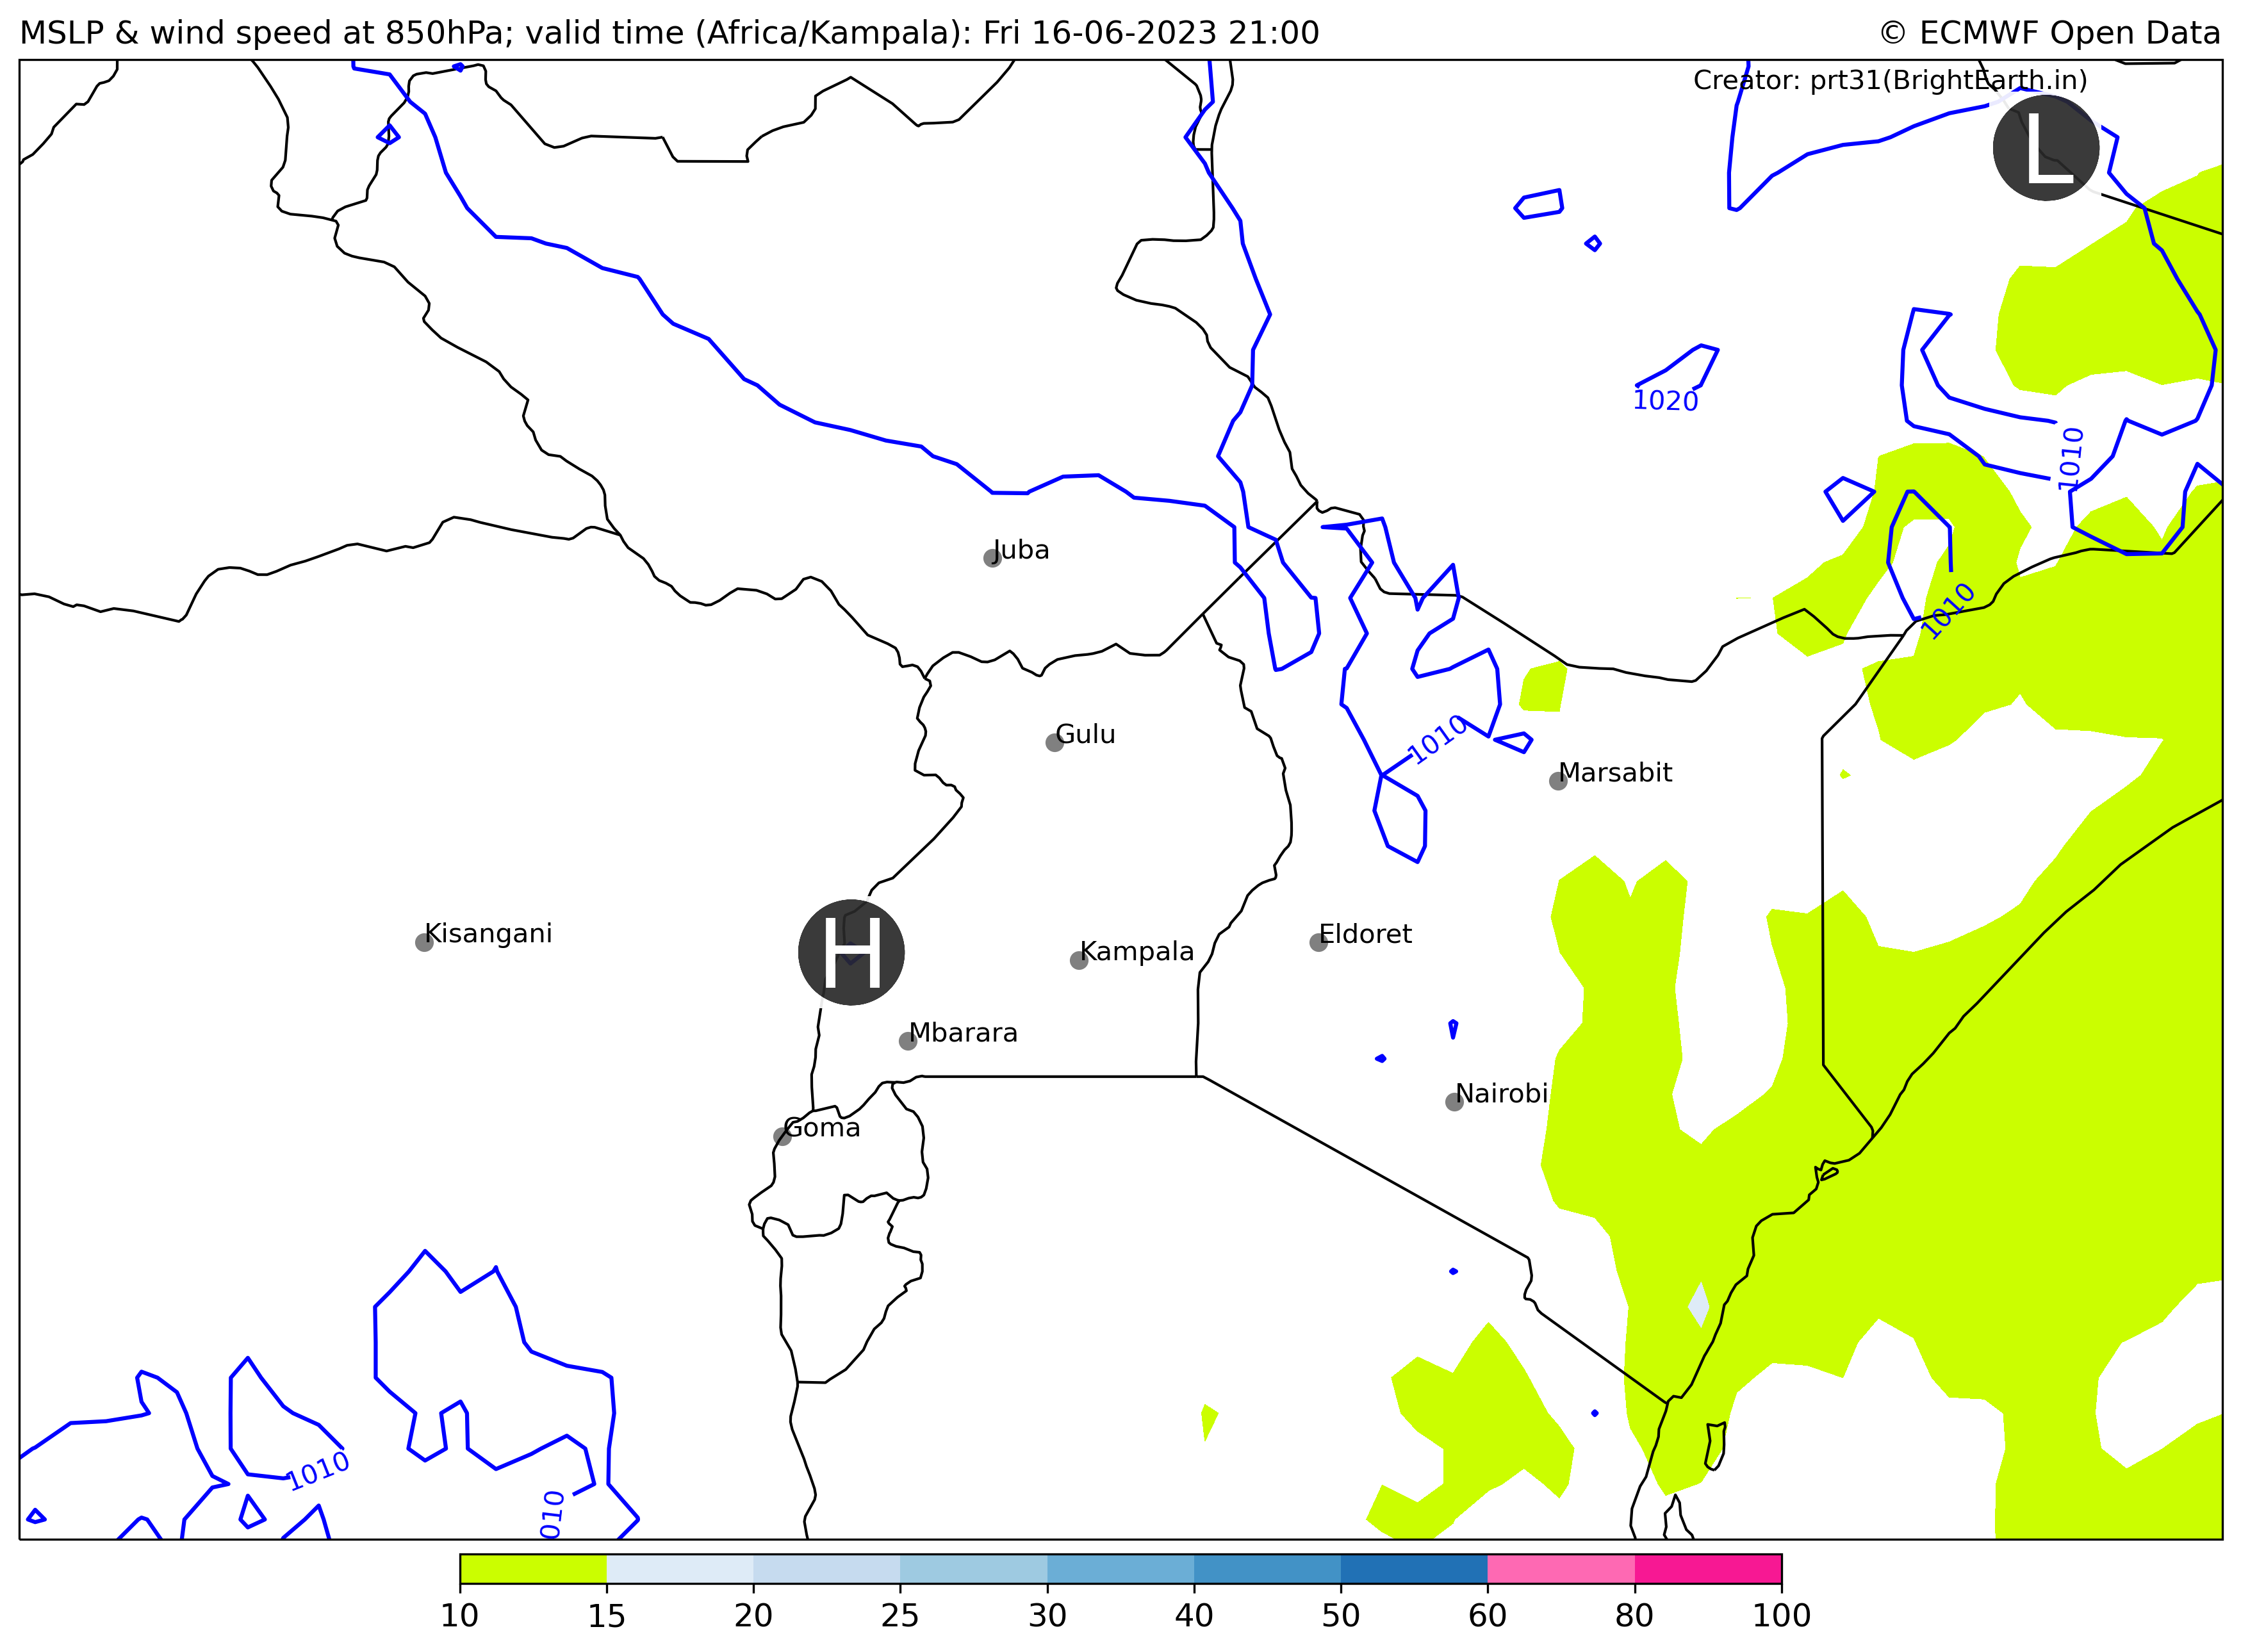 MSLP & wind speed at 850hPa; valid time (Africa/Kampala): Fri 16-06-2023 21:00
© ECMWF Open Data
Creator: prt31(BrightEarth.in)
L
1020
1010
Juba
1010
Gulu
1010
Marsabit
Kisangani
H
Kampala
Eldoret
Mbarara
Nairobi
Goma
1010
010
10 15 20 25 30 40 50 60 80 100